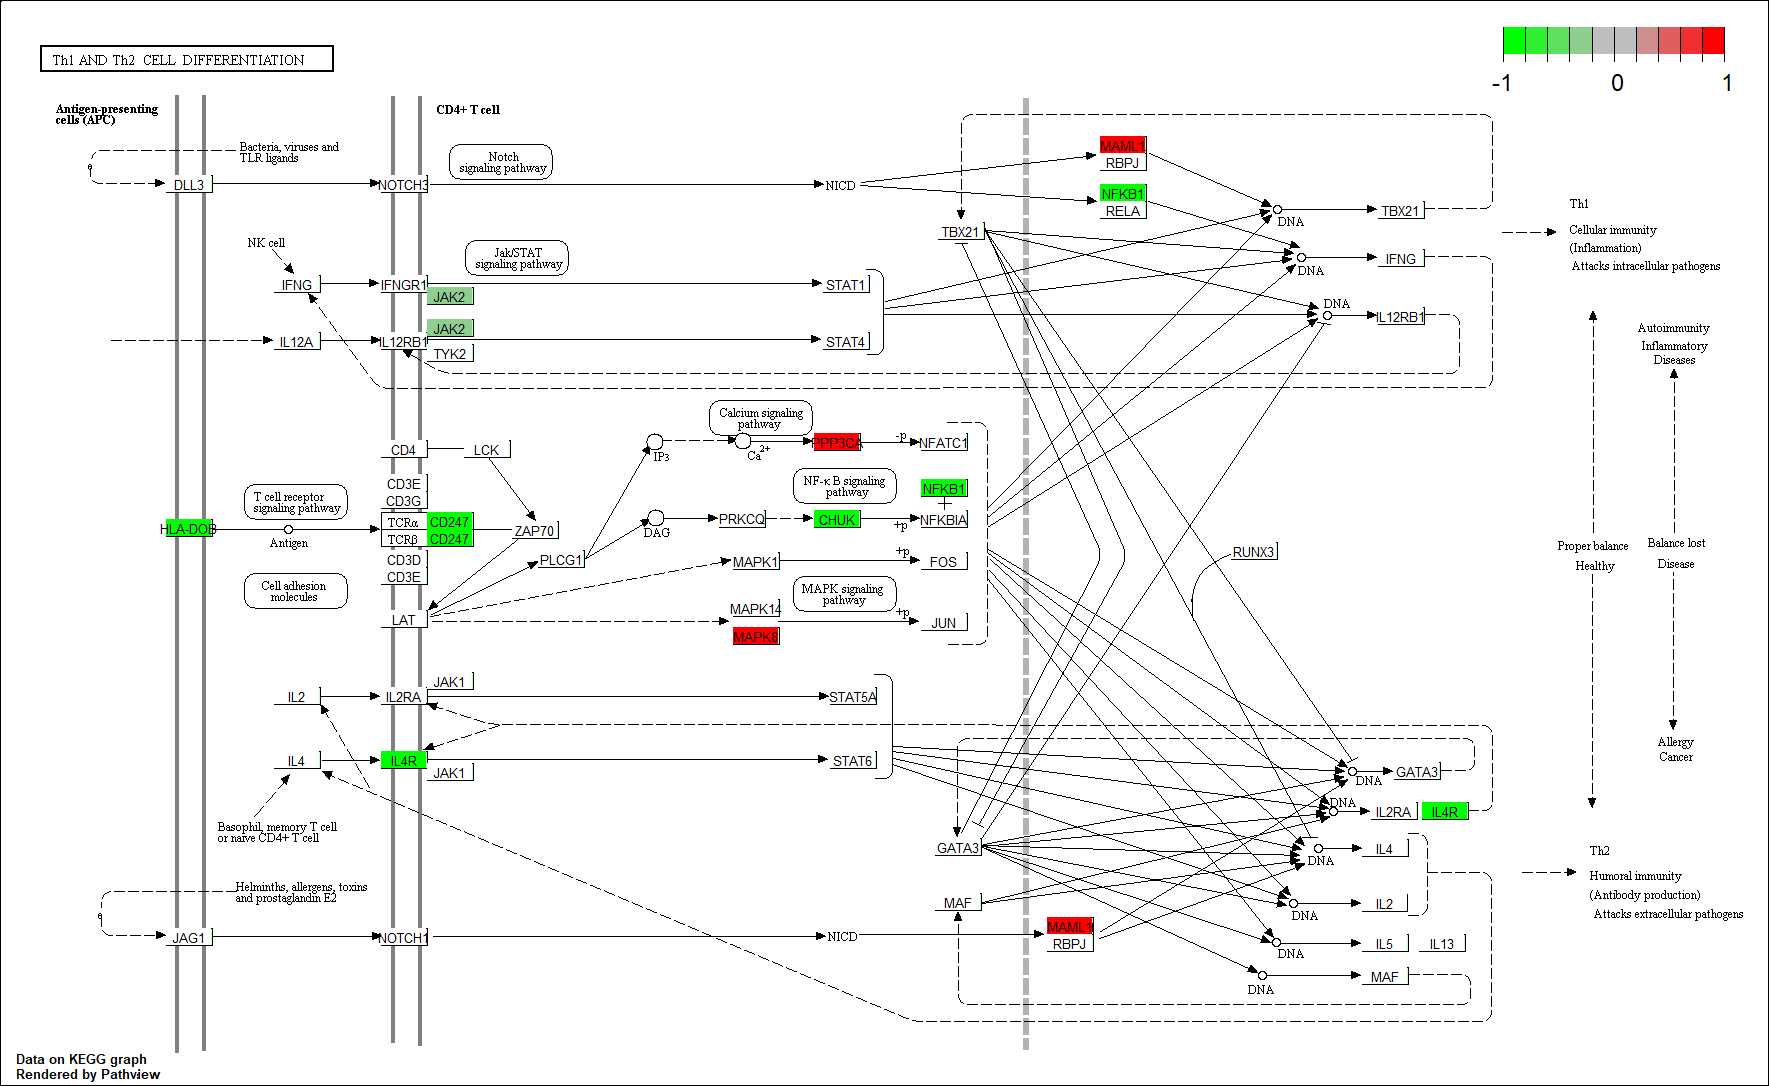 Th1 AND Th2 CELL DIFFERENTIATION
-1 0 1
Antigen-presenting
cells (APC)
CD4+ T cell
Bacteria, viruses and
TLR ligands
Notch
signaling pathway
DLL3
NOTCH3
NICD
MAML1
RBPJ
NFKB1
RELA
TBX21
DNA
TBX21
Th1
Cellular immunity
(Inflammation)
Attacks intracellular pathogens
NK cell
Jak/STAT
signaling pathway
IFNG
IFNGR1
JAK2
STAT1
DNA
IFNG
JAK2
IL12A
IL12RB1
TYK2
STAT4
DNA
IL12RB1
Autoimmunity
Inflammatory
Diseases
Calcium signaling
pathway
CD4
LCK
IP3
Ca2+
PPP3CA
-p
NFATC1
CD3E
CD3G
T cell receptor
signaling pathway
NF-κB signaling
pathway
NFKB1
HLA-DOB
Antigen
TCRα
CD247
TCRβ
CD247
ZAP70
DAG
PRKCQ
CHUK
+p
NFKBIA
CD3D
CD3E
PLCG1
MAPK1
+p
FOS
RUNX3
Proper balance
Healthy
Balance lost
Disease
Cell adhesion
molecules
MAPK signaling
pathway
LAT
MAPK14
MAPK8
+p
JUN
IL2
IL2RA
JAK1
STAT5A
IL4
IL4R
JAK1
STAT6
Allergy
Cancer
DNA
GATA3
DNA
IL2RA
IL4R
Basophil, memory T cell
or naive CD4+ T cell
GATA3
DNA
IL4
Th2
Humoral immunity
(Antibody production)
Attacks extracellular pathogens
Helminths, allergens, toxins
and prostaglandin E2
MAF
DNA
IL2
JAG1
NOTCH1
NICD
MAML1
RBPJ
DNA
IL5
IL13
DNA
MAF
Data on KEGG graph
Rendered by Pathview